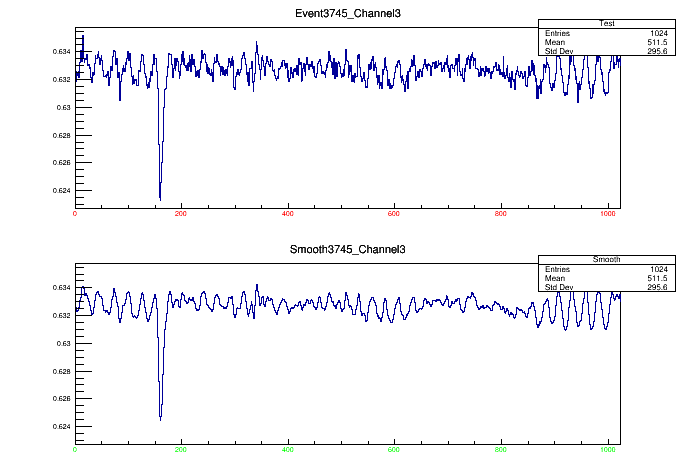 Event3745_Channel3
Test
Entries 1024
Mean 511.5
Std Dev 295.6
0.634
0.632
0.63
0.628
0.626
0.624
0 200 400 600 800 1000
Smooth3745_Channel3
Smooth
Entries 1024
Mean 511.5
Std Dev 295.6
0.634
0.632
0.63
0.628
0.626
0.624
0 200 400 600 800 1000